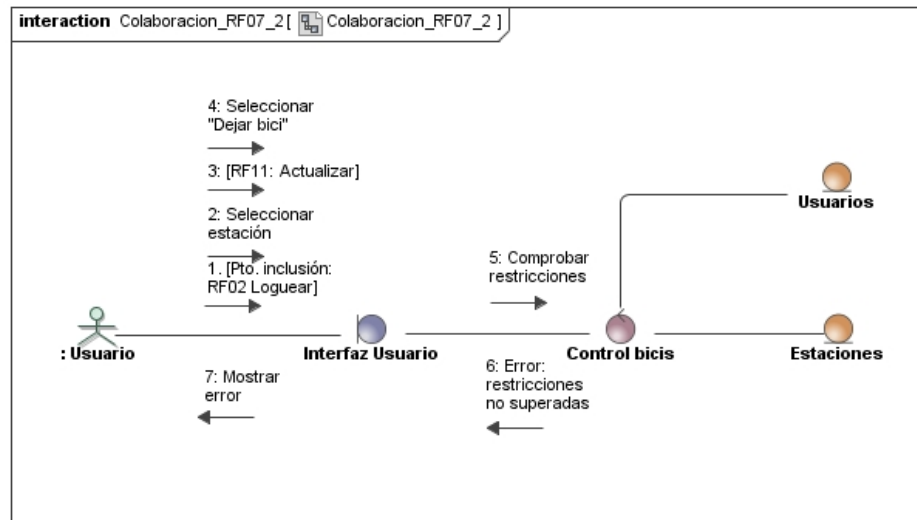 interaction Colaboracion_RF07_2[ Colaboracion_RF07_2 ]
4: Seleccionar
"Dejar bici"
3: [RF11: Actualizar]
2: Seleccionar
estación
1. [Pto. inclusión:
RF02 Loguear]
5: Comprobar
restricciones
Usuarios
: Usuario
Interfaz Usuario
Control bicis
Estaciones
7: Mostrar
error
6: Error:
restricciones
no superadas